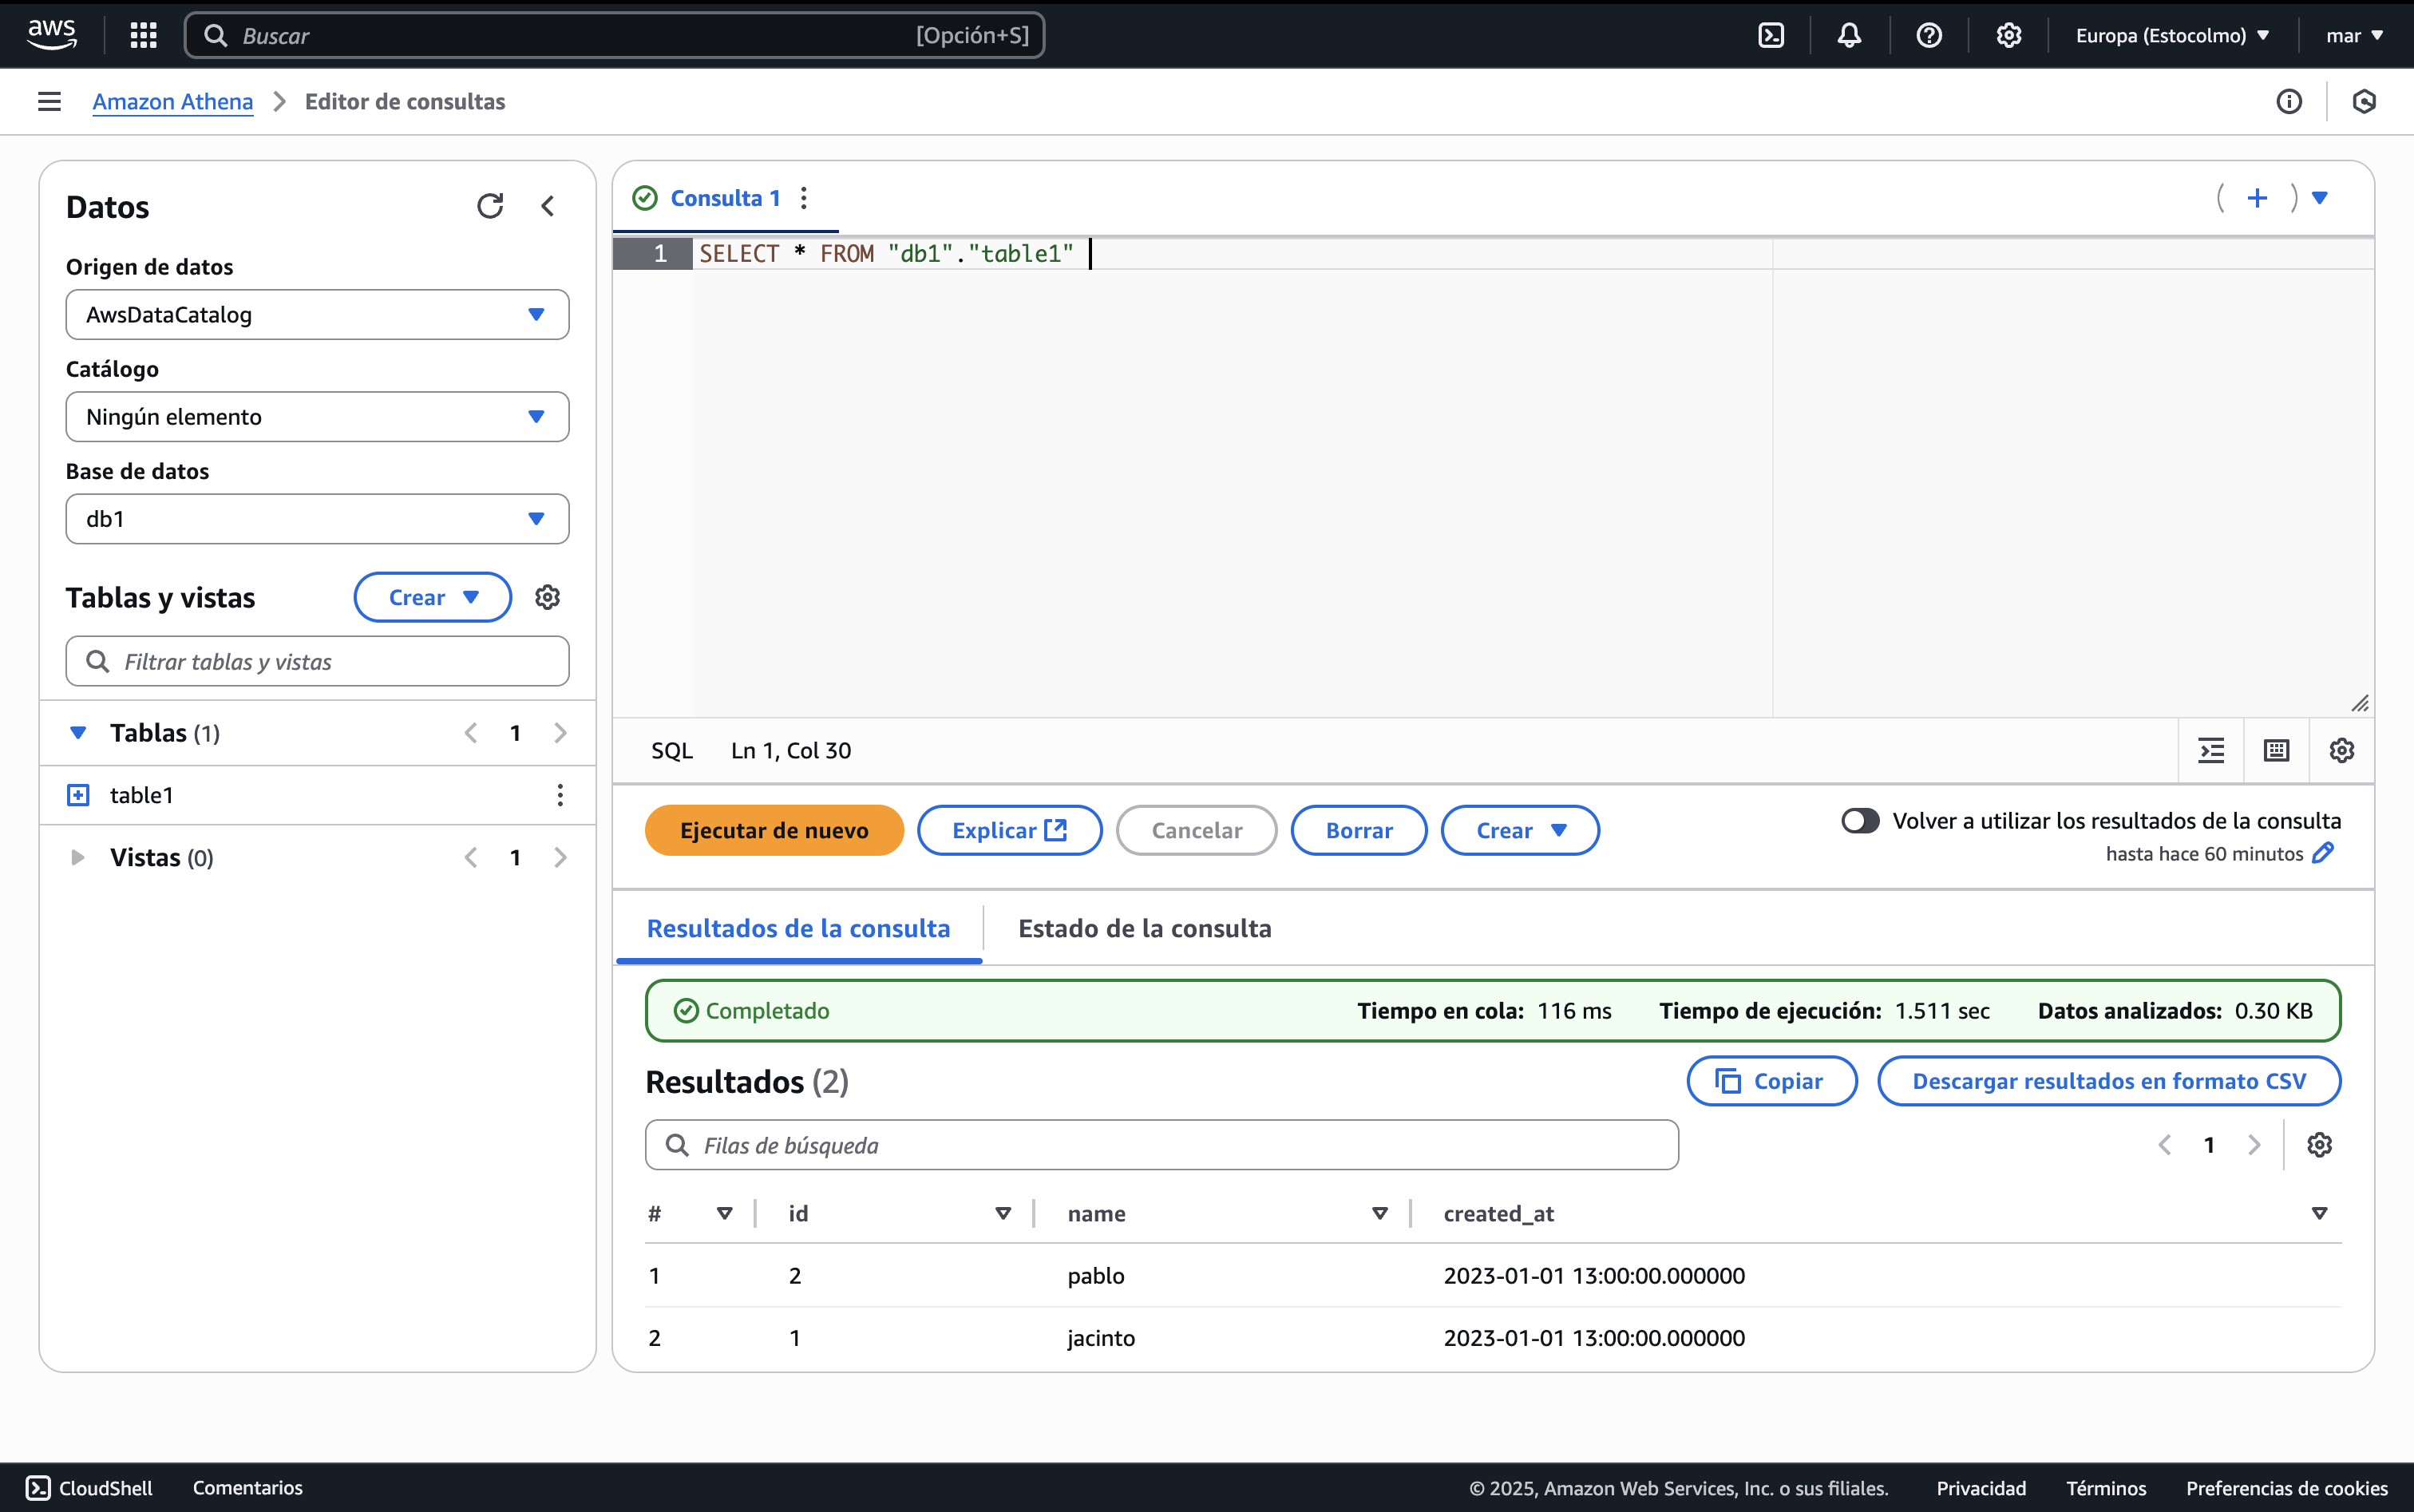 aws
Buscar [Opción+S] Europa (Estocolmo) mar
Amazon Athena Editor de consultas
Datos
Origen de datos
AwsDataCatalog
Catálogo
Ningún elemento
Base de datos
db1
Tablas y vistas Crear
Filtrar tablas y vistas
Tablas (1) 1
table1
Vistas (0) 1
Consulta 1
( + )
1 SELECT * FROM "db1"."table1"
SQL Ln 1, Col 30
Ejecutar de nuevo Explicar Cancelar Borrar Crear
Volver a utilizar los resultados de la consulta
hasta hace 60 minutos
Resultados de la consulta Estado de la consulta
Completado Tiempo en cola: 116 ms Tiempo de ejecución: 1.511 sec Datos analizados: 0.30 KB
Resultados (2) Copiar Descargar resultados en formato CSV
Filas de búsqueda 1
# id name created_at
1 2 pablo 2023-01-01 13:00:00.000000
2 1 jacinto 2023-01-01 13:00:00.000000
CloudShell Comentarios © 2025, Amazon Web Services, Inc. o sus filiales. Privacidad Términos Preferencias de cookies